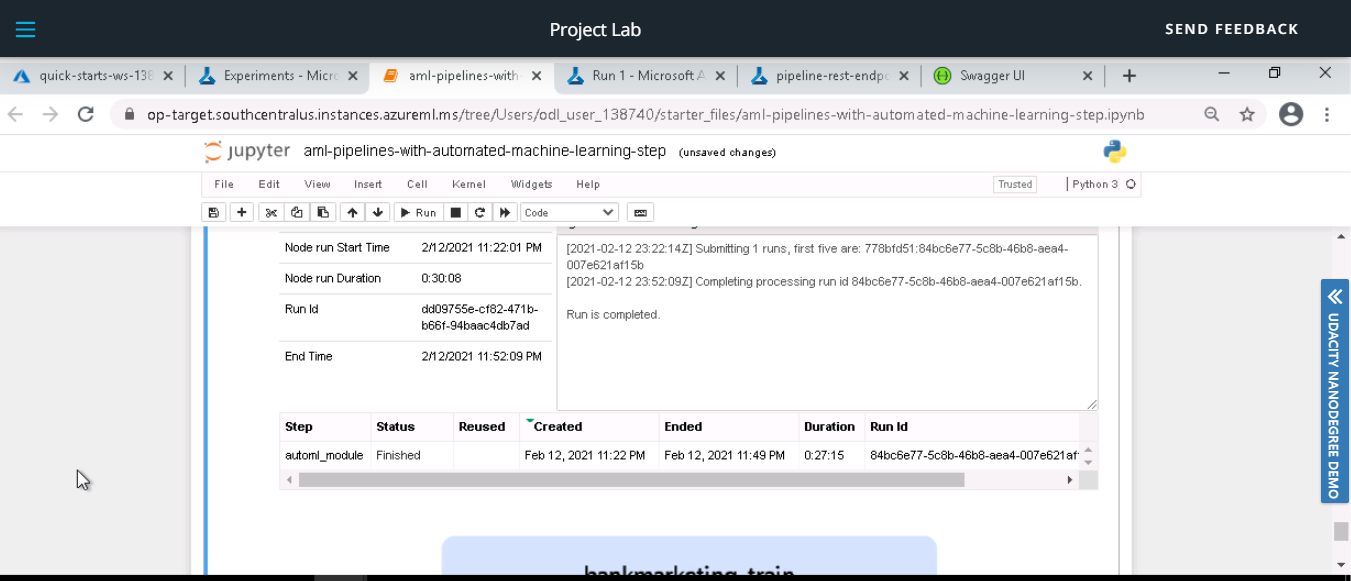 Project Lab
SEND FEEDBACK
quick-starts-ws-138
Experiments - Micro
aml-pipelines-with-
Run 1 - Microsoft A
pipeline-rest-endpo
Swagger UI
op-target.southcentralus.instances.azureml.ms/tree/Users/odl_user_138740/starter_files/aml-pipelines-with-automated-machine-learning-step.ipynb
jupyter aml-pipelines-with-automated-machine-learning-step (unsaved changes)
File Edit View Insert Cell Kernel Widgets Help Trusted Python 3
Run Code
Node run Start Time 2/12/2021 11:22:01 PM
Node run Duration 0:30:08
Run Id dd09755e-cf82-471b-
b66f-94baac4db7ad
End Time 2/12/2021 11:52:09 PM
[2021-02-12 23:22:14Z] Submitting 1 runs, first five are: 778bfd51:84bc6e77-5c8b-46b8-aea4-
007e621af15b
[2021-02-12 23:52:09Z] Completing processing run id 84bc6e77-5c8b-46b8-aea4-007e621af15b.
Run is completed.
Step Status Reused Created Ended Duration Run Id
automl_module Finished Feb 12, 2021 11:22 PM Feb 12, 2021 11:49 PM 0:27:15 84bc6e77-5c8b-46b8-aea4-007e621af
bankmarketing_train
UDACITY NANODEGREE DEMO